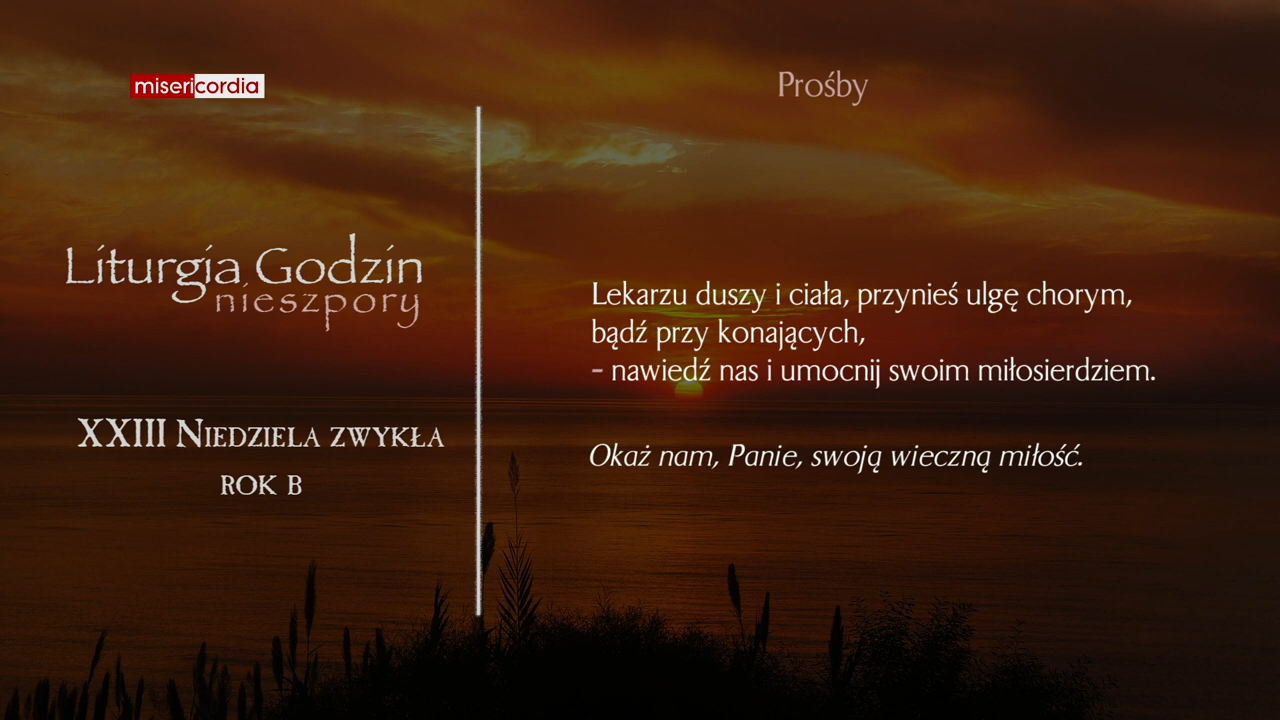 misericordia
Liturgia Godzin
nieszpory
XXIII Niedziela zwykła
rok B
Prośby
Lekarzu duszy i ciała, przynieś ulgę chorym,
bądź przy konających,
- nawiedź nas i umocnij swoim miłosierdziem.
Okaż nam, Panie, swoją wieczną miłość.